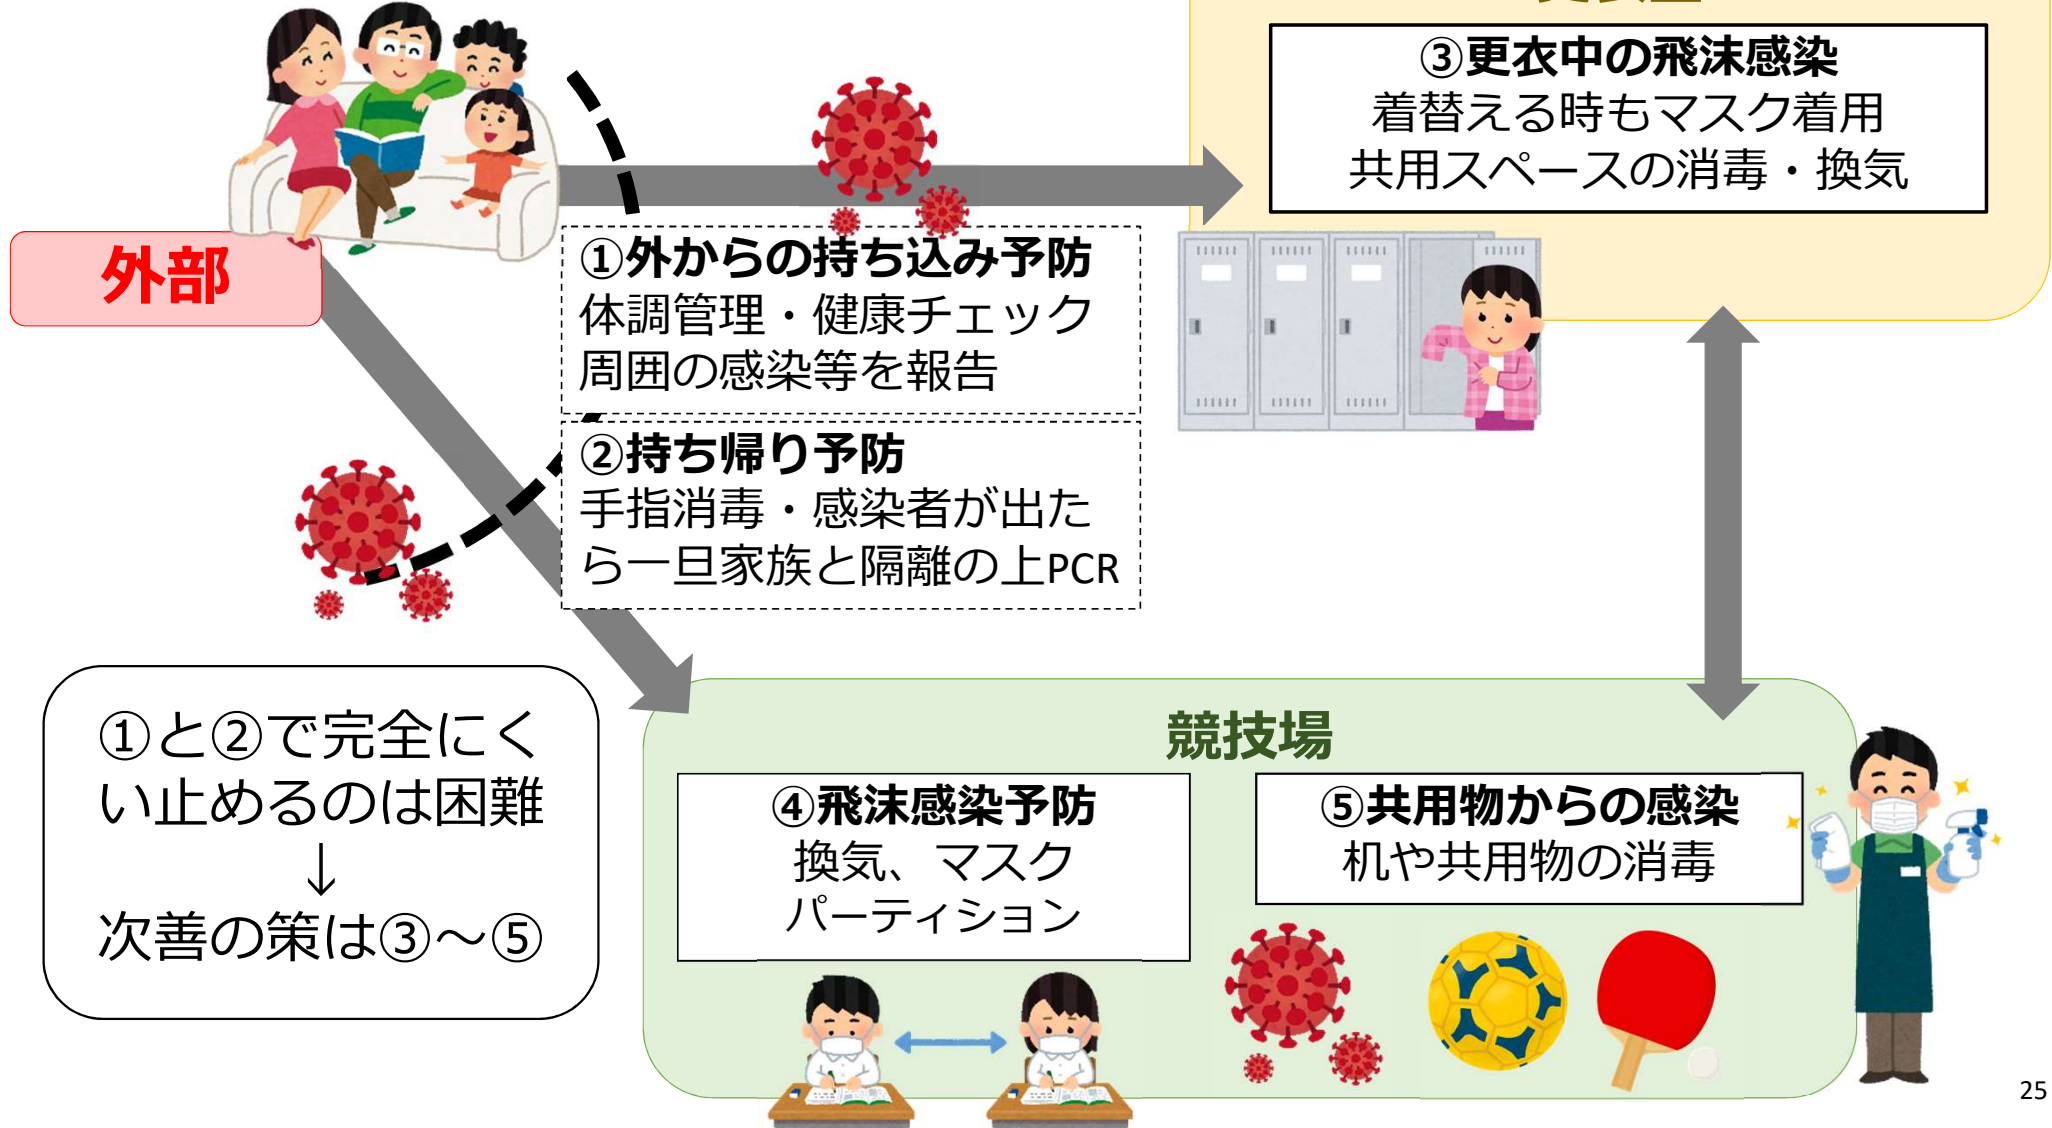 ③更衣中の飛沫感染
着替える時もマスク着用
共用スペースの消毒・換気
外部
①外からの持ち込み予防
体調管理・健康チェック
周囲の感染等を報告
②持ち帰り予防
手指消毒・感染者が出た
ら一旦家族と隔離の上PCR
①と②で完全にく
い止めるのは困難
↓
次善の策は③～⑤
競技場
④飛沫感染予防
換気、マスク
パーティション
⑤共用物からの感染
机や共用物の消毒
25